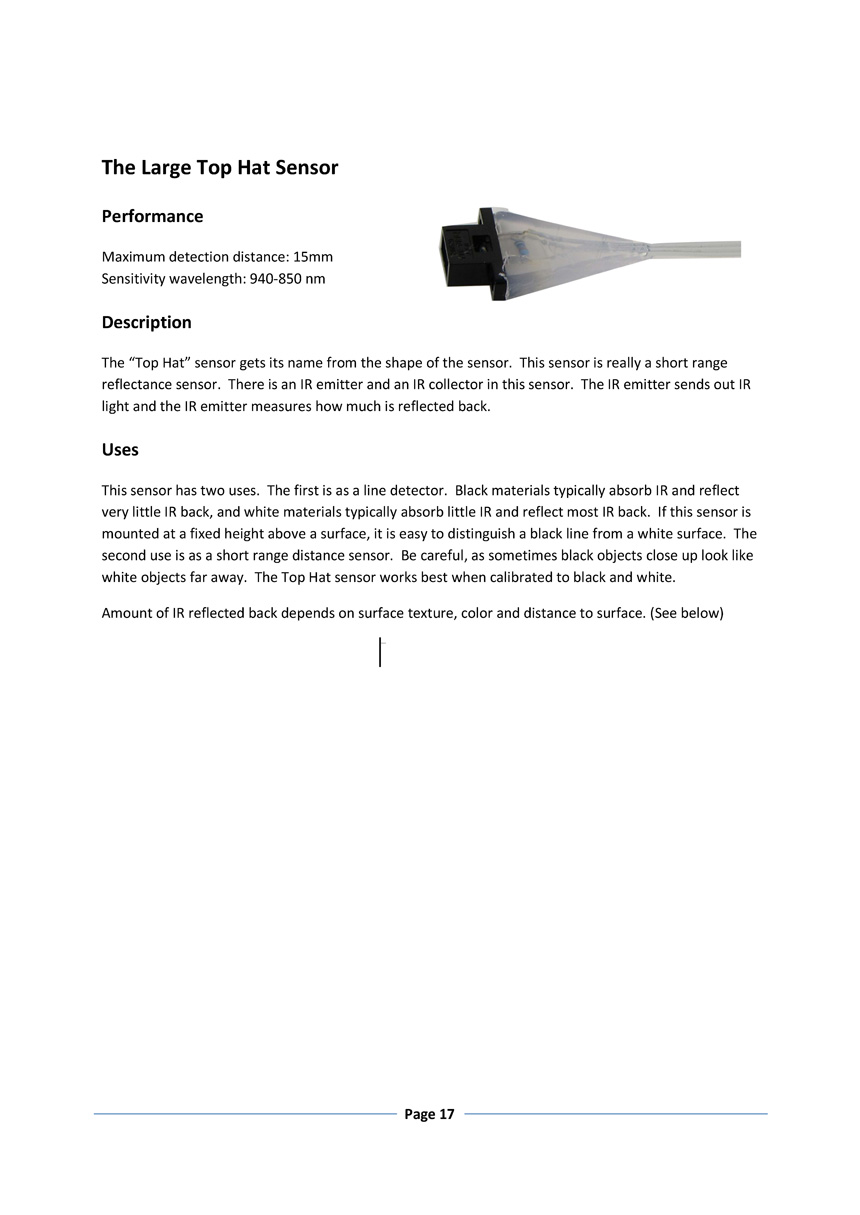 The Large Top Hat Sensor
Performance
Maximum detection distance: 15mm
Sensitivity wavelength: 940-850 nm
Description
The “Top Hat” sensor gets its name from the shape of the sensor.  This sensor is really a short range
reflectance sensor.  There is an IR emitter and an IR collector in this sensor.  The IR emitter sends out IR
light and the IR emitter measures how much is reflected back.
Uses
This sensor has two uses.  The first is as a line detector.  Black materials typically absorb IR and reflect
very little IR back, and white materials typically absorb little IR and reflect most IR back.  If this sensor is
mounted at a fixed height above a surface, it is easy to distinguish a black line from a white surface.  The
second use is as a short range distance sensor.  Be careful, as sometimes black objects close up look like
white objects far away.  The Top Hat sensor works best when calibrated to black and white.
Amount of IR reflected back depends on surface texture, color and distance to surface. (See below)
Page 17